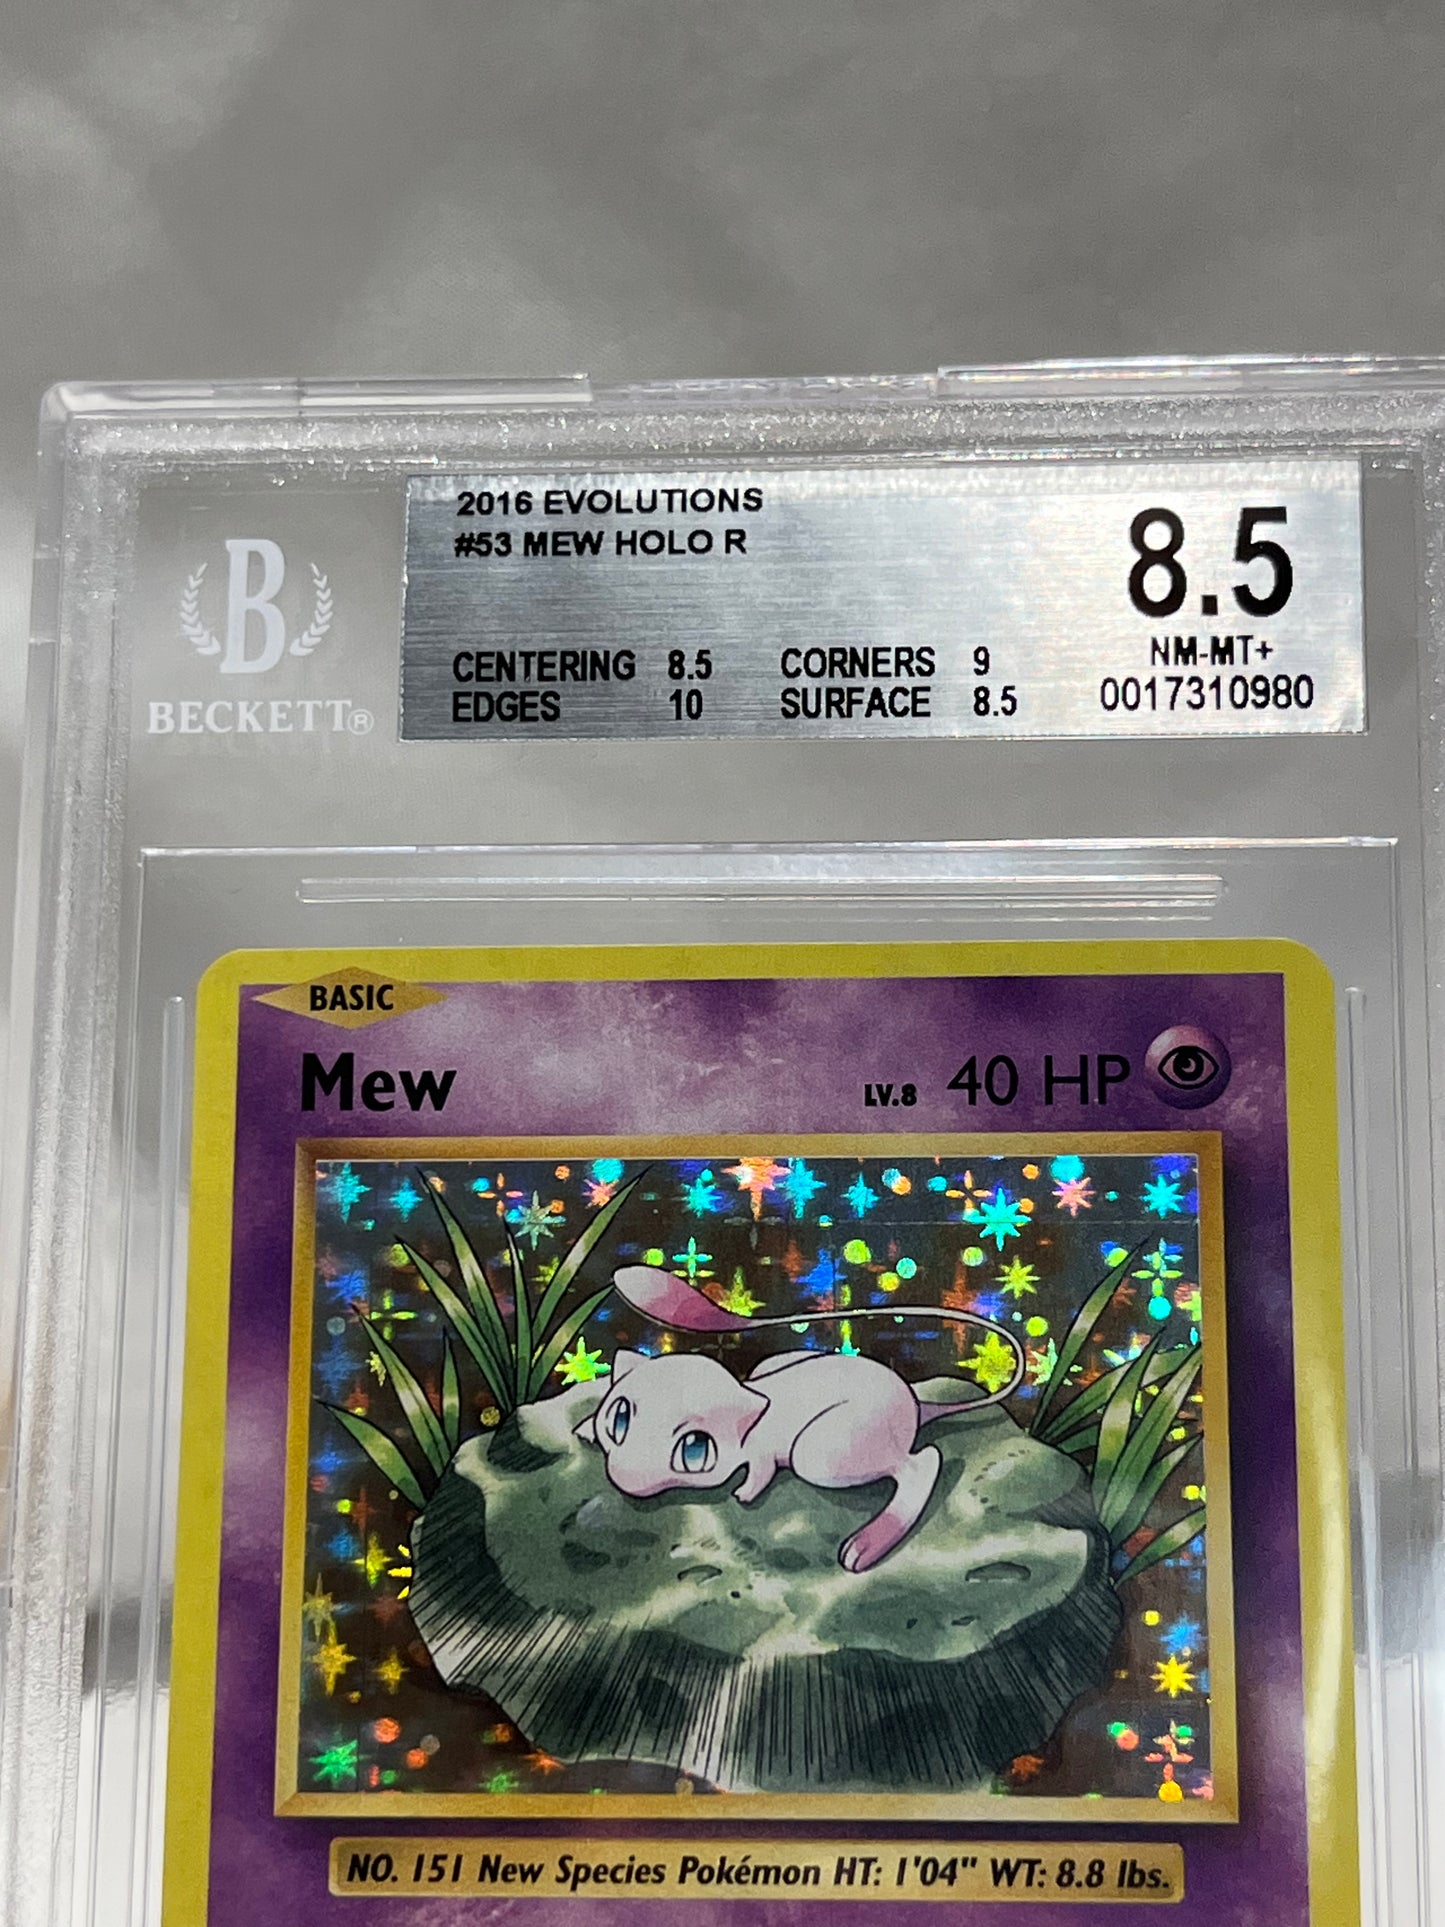 2016 EVOLUTIONS
#53 MEW HOLO R
8.5
NM-MT+
0017310980
CENTERING 8.5 CORNERS 9
EDGES 10 SURFACE 8.5
B
BECKETT®
BASIC
Mew LV.8 40 HP
NO. 151 New Species Pokémon HT: 1'04" WT: 8.8 lbs.